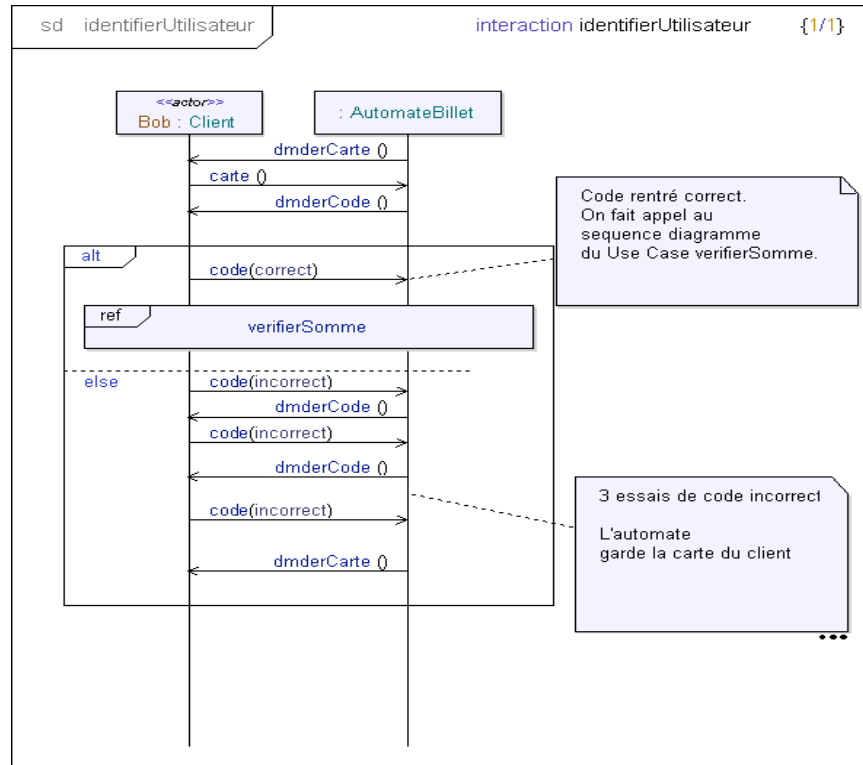 sd identifierUtilisateur
interaction identifierUtilisateur {1/1}
<<actor>>
Bob : Client
: AutomateBillet
dmderCarte ()
carte ()
dmderCode ()
Code rentré correct.
On fait appel au
sequence diagramme
du Use Case verifierSomme.
alt
code(correct)
ref
verifierSomme
else
code(incorrect)
dmderCode ()
code(incorrect)
dmderCode ()
3 essais de code incorrect
code(incorrect)
L'automate
garde la carte du client
dmderCarte ()